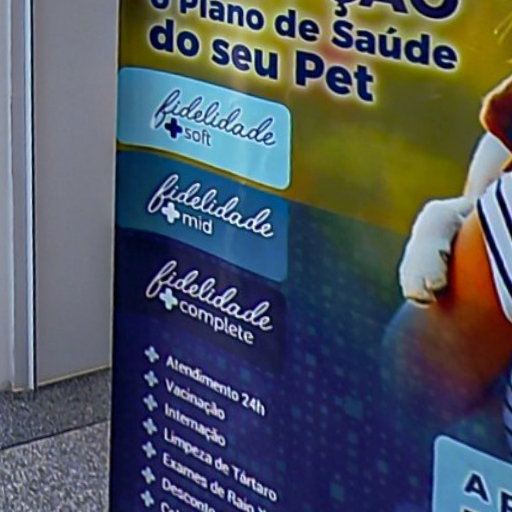 o Plano de Saúde
do seu Pet
fidelidade
+soft
fidelidade
+mid
fidelidade
+complete
Atendimento 24h
Vacinação
Internação
Limpeza de Tártaro
Exames de Raio
A